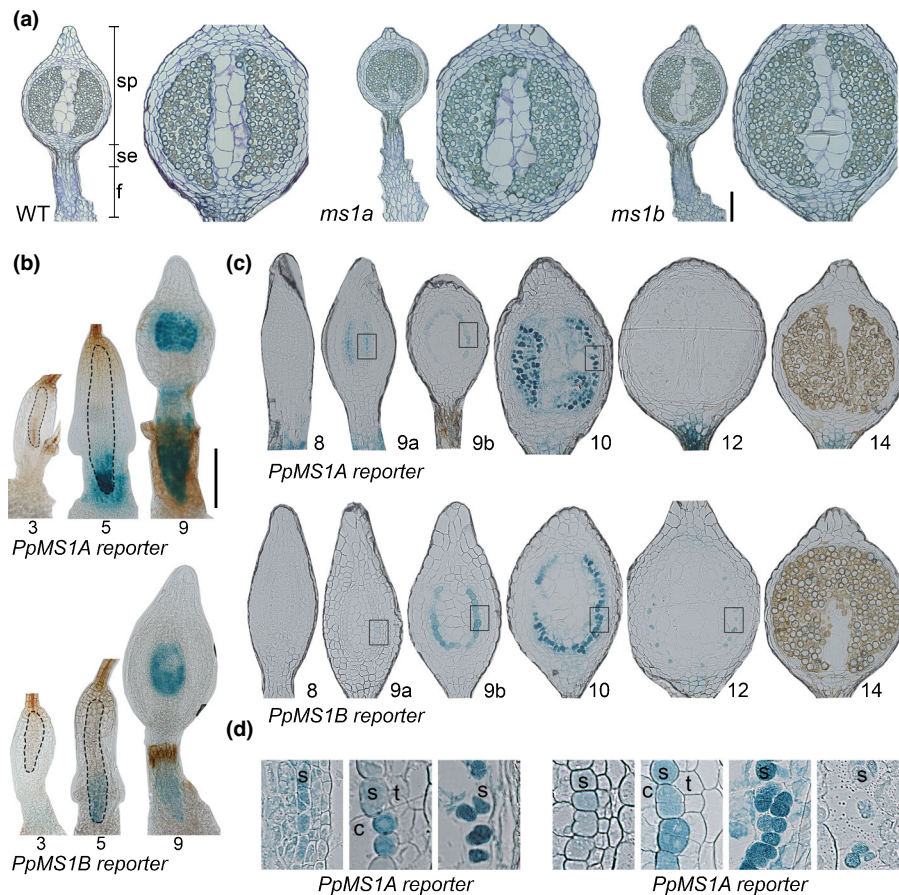 (a)
sp
se
f
WT
ms1a
ms1b
(b)
3
5
9
PpMS1A reporter
3
5
9
PpMS1B reporter
(c)
8
9a
9b
10
12
14
PpMS1A reporter
8
9a
9b
10
12
14
PpMS1B reporter
(d)
s
s
t
c
s
s
s
t
c
s
s
PpMS1A reporter
PpMS1A reporter